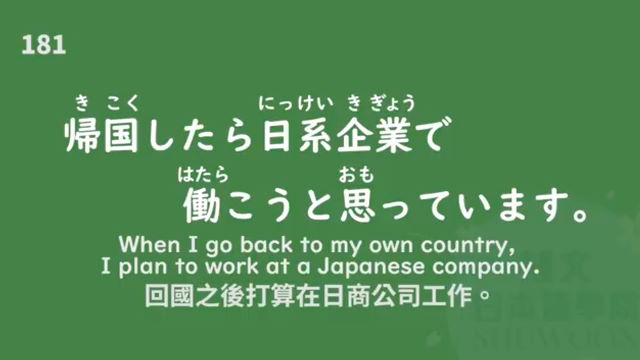 181
き こく にっけい き ぎょう
帰国したら日系企業で
はたら おも
働こうと思っています。
When I go back to my own country,
I plan to work at a Japanese company.
回國之後打算在日商公司工作。